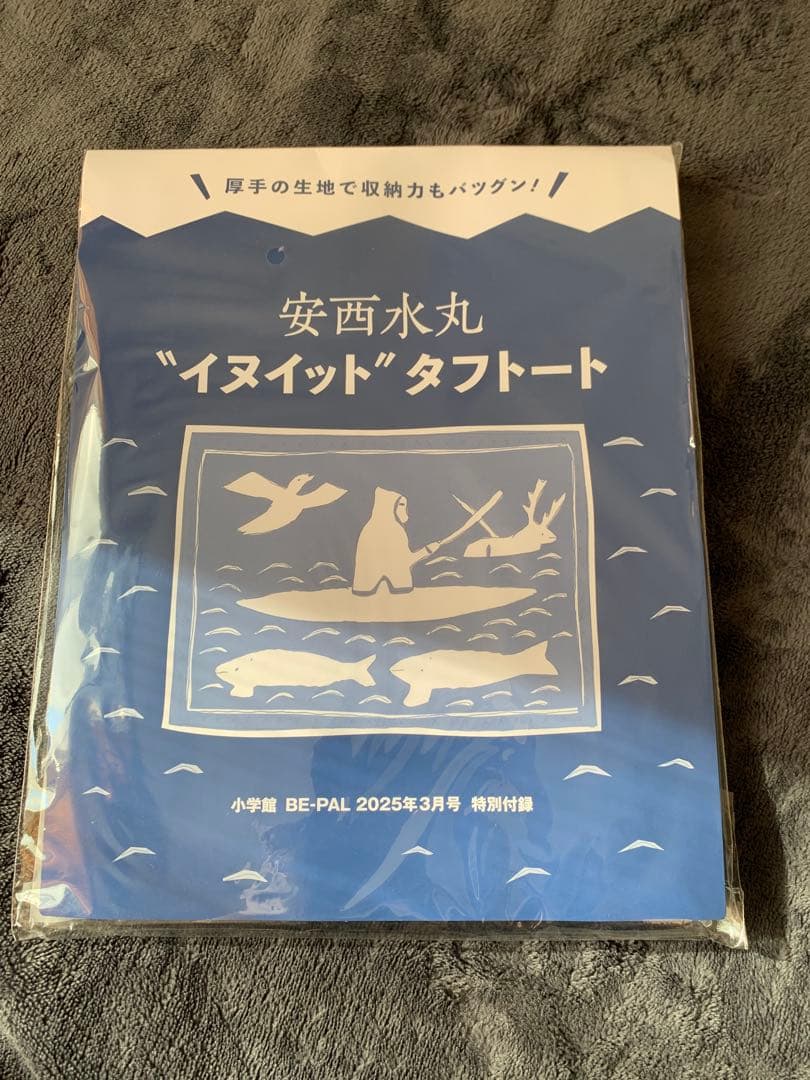 厚手の生地で収納力もバツグン!
安西水丸
“イヌイット”タフトート
小学館 BE-PAL 2025年3月号 特別付録